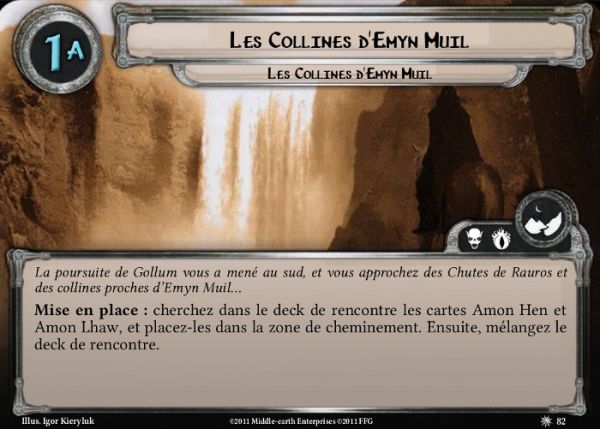 1A
Les Collines d'Emyn Muil
Les Collines d'Emyn Muil
La poursuite de Gollum vous a mené au sud, et vous approchez des Chutes de Rauros et
des collines proches d'Emyn Muil...
Mise en place : cherchez dans le deck de rencontre les cartes Amon Hen et
Amon Lhaw, et placez-les dans la zone de cheminement. Ensuite, mélangez le
deck de rencontre.
Illus. Igor Kieryluk
©2011 Middle-earth Enterprises ©2011 FFG
82